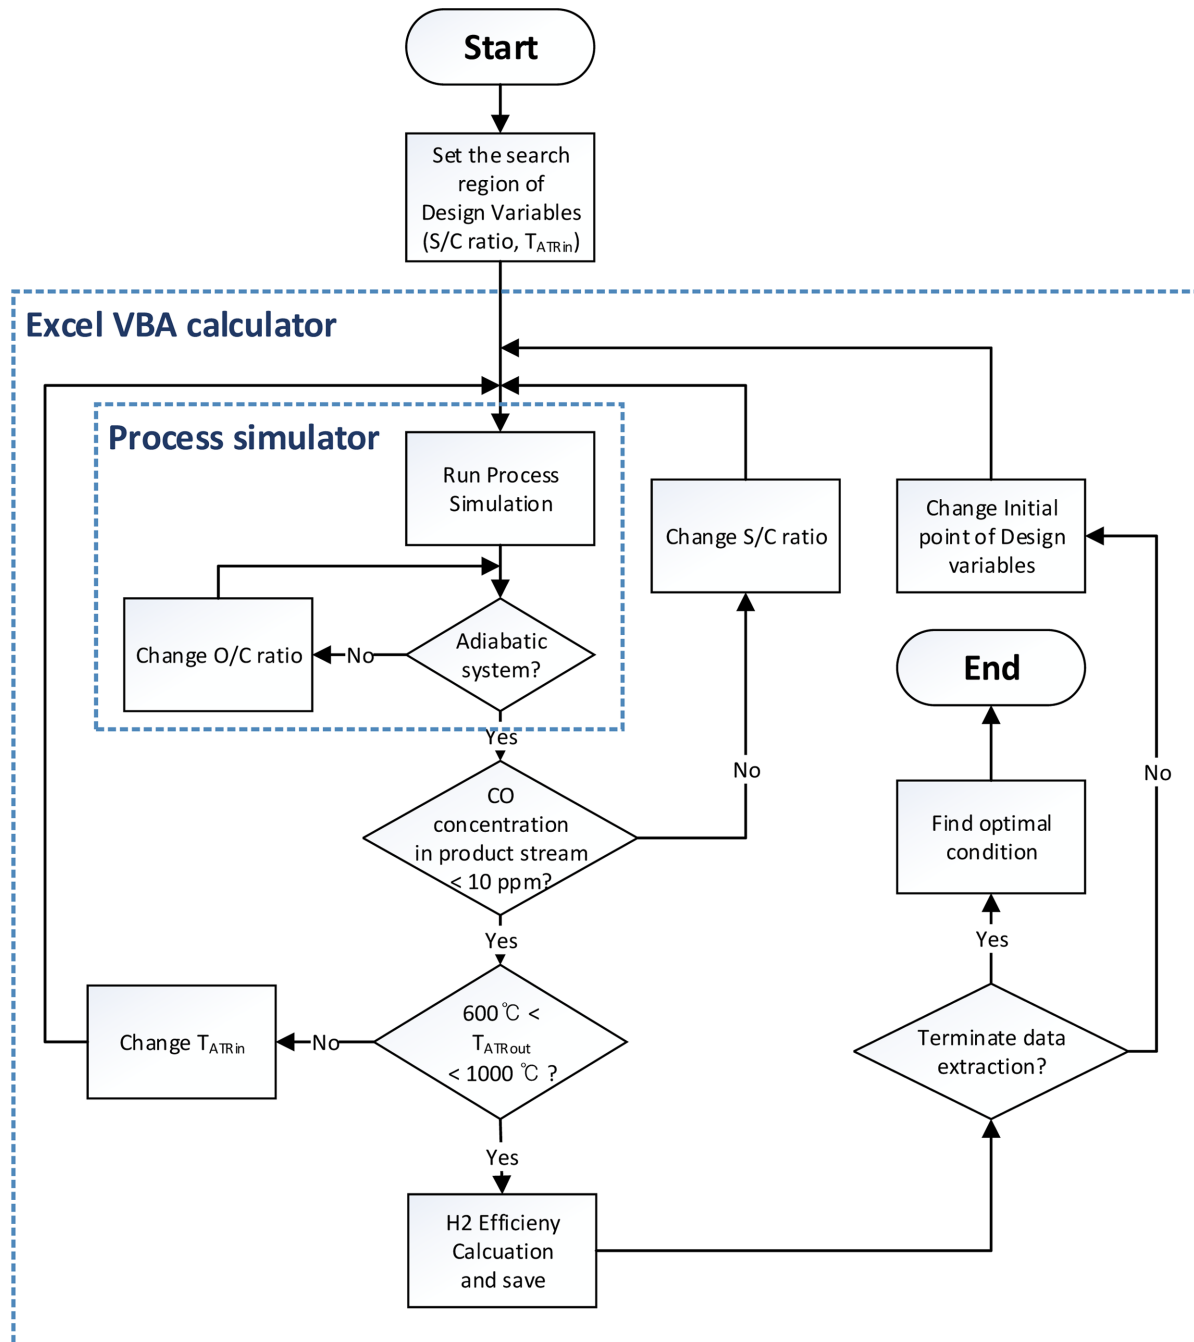 Start
Set the search
region of
Design Variables
(S/C ratio, TATRin)
Excel VBA calculator
Process simulator
Run Process
Simulation
Change S/C ratio
Change Initial
point of Design
variables
Change O/C ratio
No
Adiabatic
system?
End
Yes
No
No
CO
concentration
in product stream
< 10 ppm?
Find optimal
condition
Yes
Yes
Change TATRin
No
600℃ <
TATRout
< 1000 ℃ ?
Terminate data
extraction?
Yes
H2 Efficieny
Calcuation
and save